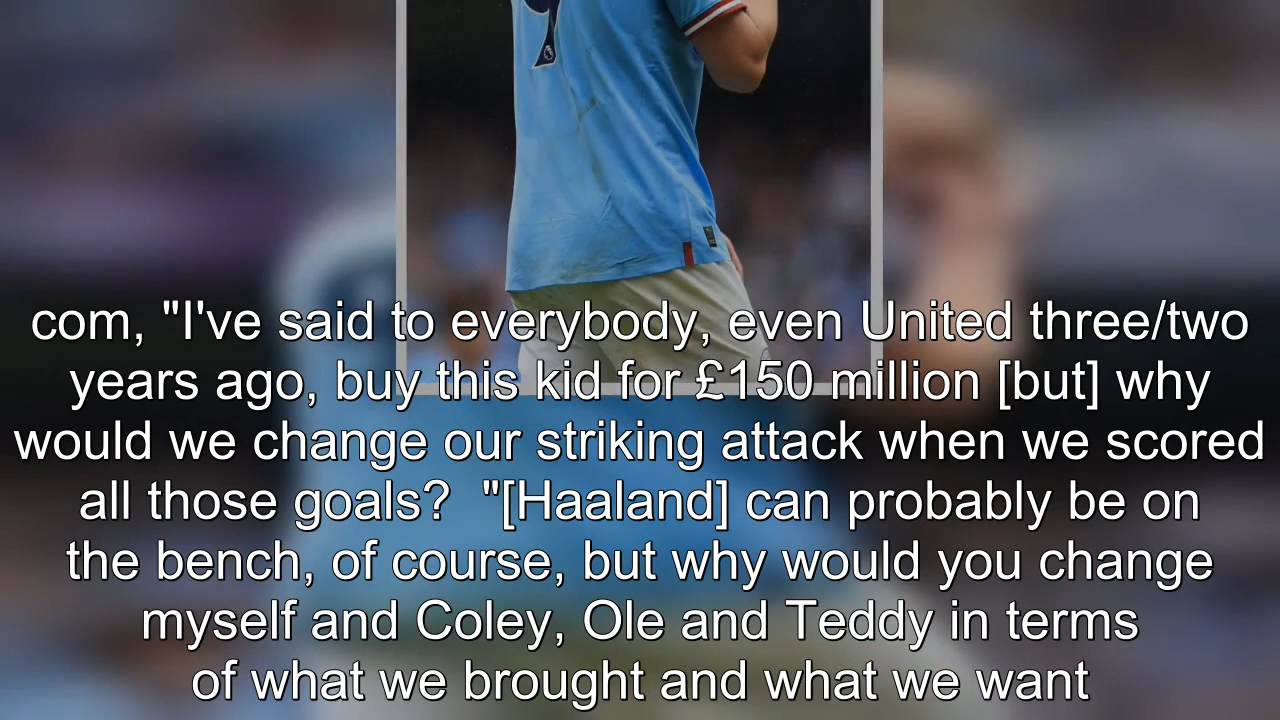 com, "I've said to everybody, even United three/two
years ago, buy this kid for £150 million [but] why
would we change our striking attack when we scored
all those goals?  "[Haaland] can probably be on
the bench, of course, but why would you change
myself and Coley, Ole and Teddy in terms
of what we brought and what we want